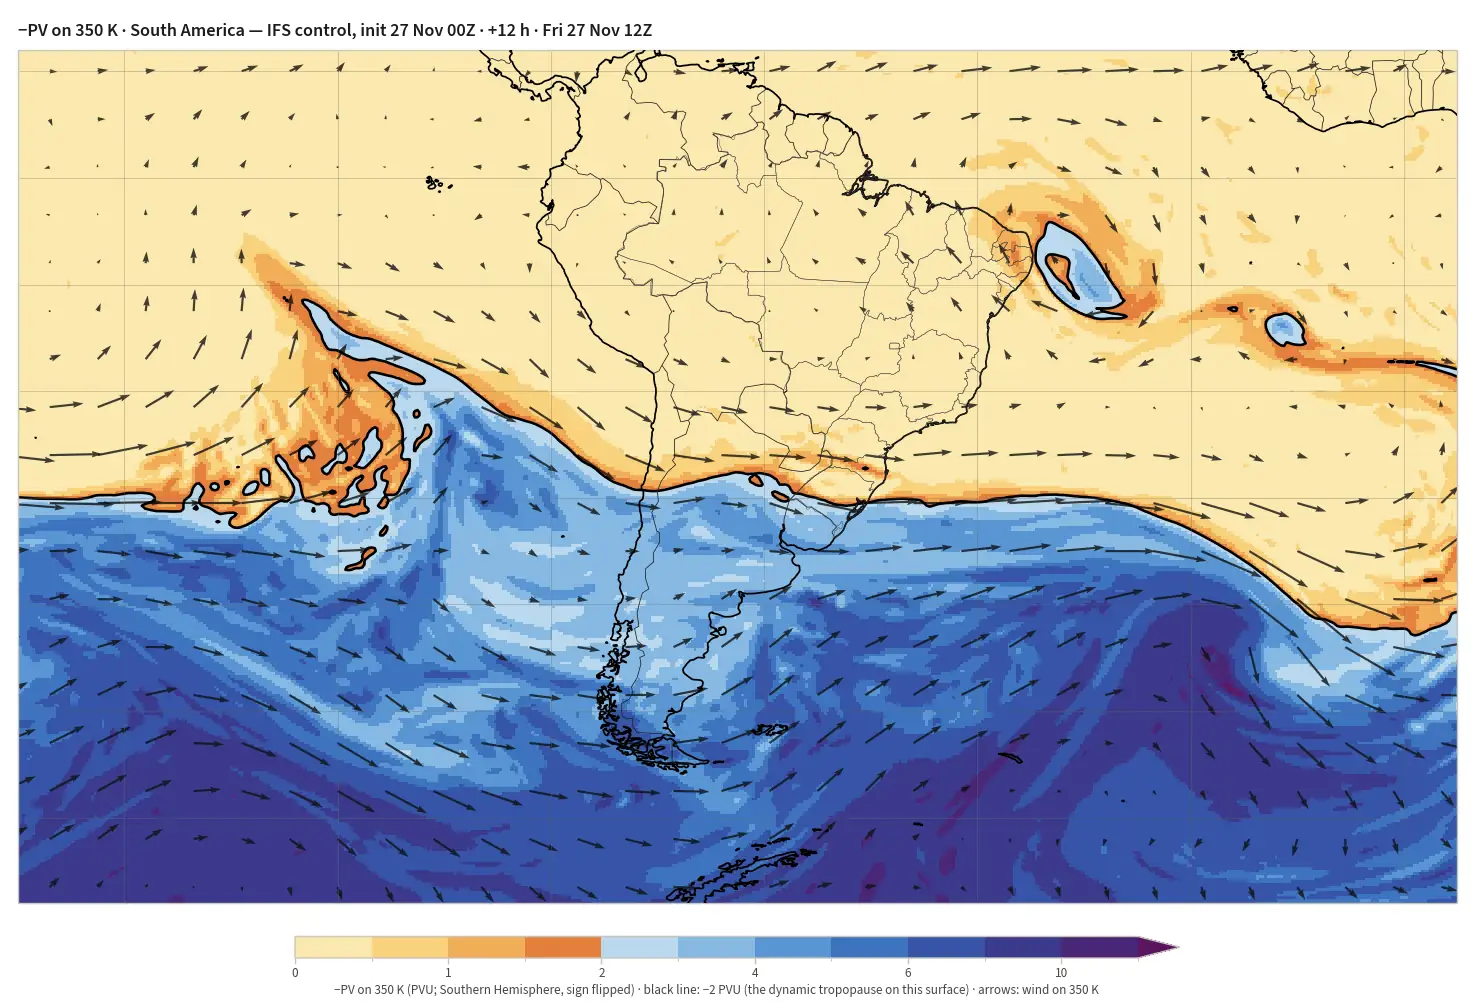 −PV on 350 K · South America — IFS control, init 27 Nov 00Z · +12 h · Fri 27 Nov 12Z
0 1 2 4 6 10
−PV on 350 K (PVU; Southern Hemisphere, sign flipped) · black line: −2 PVU (the dynamic tropopause on this surface) · arrows: wind on 350 K